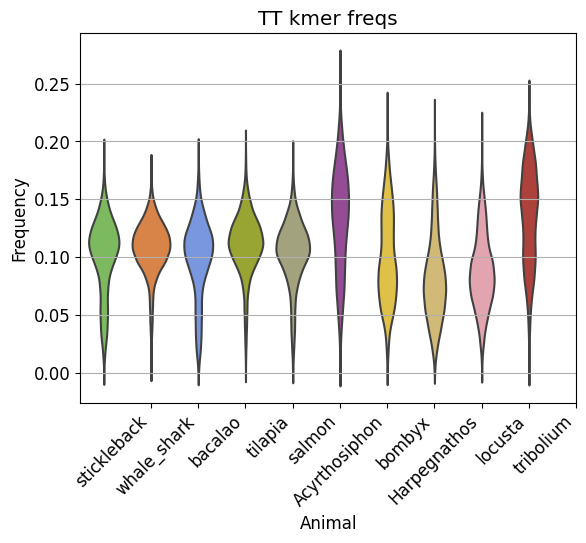 TT kmer freqs
Frequency
0.25
0.20
0.15
0.10
0.05
0.00
stickleback
whale_shark
bacalao
tilapia
salmon
Acyrthosiphon
bombyx
Harpegnathos
locusta
tribolium
Animal